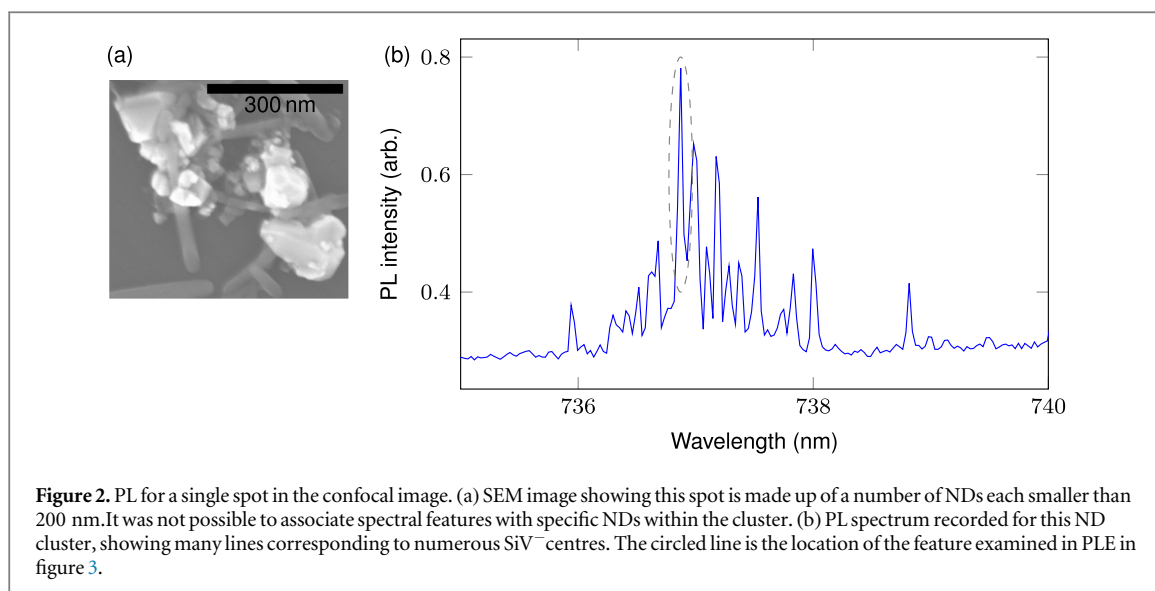 (a)
300 nm
(b)
0.8
0.6
0.4
PL intensity (arb.)
736
738
740
Wavelength (nm)
Figure 2. PL for a single spot in the confocal image. (a) SEM image showing this spot is made up of a number of NDs each smaller than
200 nm.It was not possible to associate spectral features with specific NDs within the cluster. (b) PL spectrum recorded for this ND
cluster, showing many lines corresponding to numerous SiV⁻ centres. The circled line is the location of the feature examined in PLE in
figure 3.